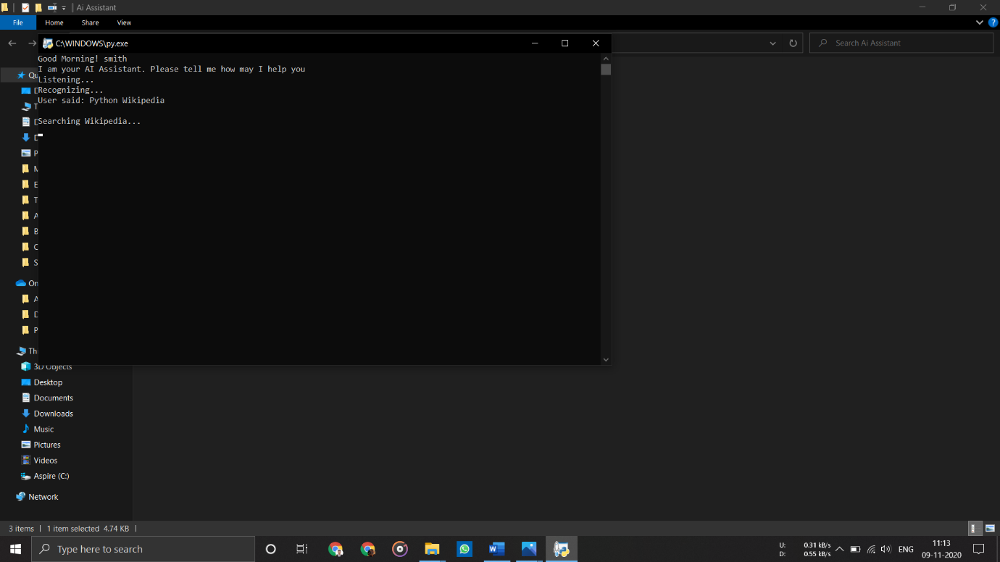 Ai Assistant
File Home Share View
C:\WINDOWS\py.exe
Search Ai Assistant
Good Morning! smith
I am your AI Assistant. Please tell me how may I help you
Listening...
Recognizing...
User said: Python Wikipedia
Searching Wikipedia...
Qu
D
T
D
D
P
M
E
T
A
B
C
S
On
A
D
P
Th
3D Objects
Desktop
Documents
Downloads
Music
Pictures
Videos
Aspire (C:)
Network
3 items 1 item selected 4.74 KB
Type here to search
U: 0.31 kB/s
D: 0.55 kB/s
ENG
11:13
09-11-2020